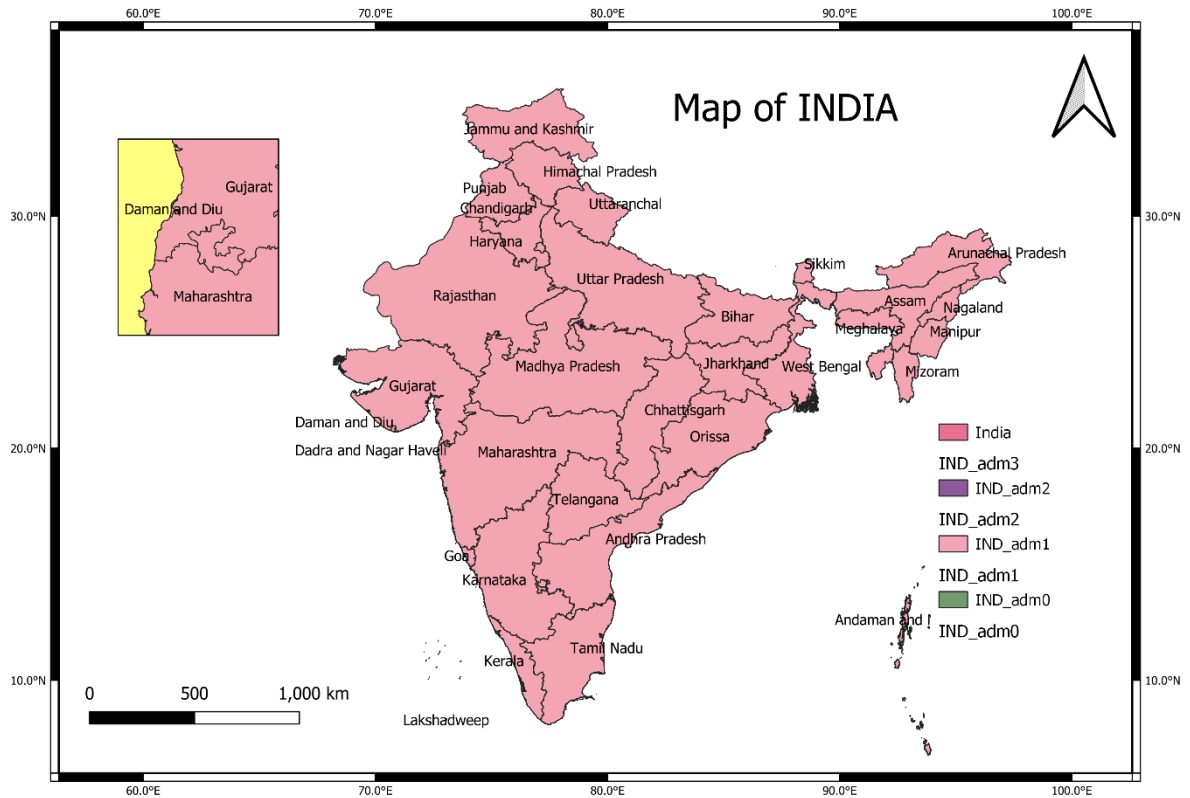 60.0°E 70.0°E 80.0°E 90.0°E 100.0°E
Map of INDIA
Jammu and Kashmir
Himachal Pradesh
Punjab
Chandigarh
Uttaranchal
Haryana
30.0°N 30.0°N
Gujarat
Daman and Diu
Maharashtra
Arunachal Pradesh
Sikkim
Uttar Pradesh
Rajasthan
Assam
Nagaland
Bihar
Meghalaya
Manipur
Jharkhand
West Bengal
Madhya Pradesh
Mizoram
Gujarat
Chhattisgarh
Daman and Diu
Orissa
Dadra and Nagar Haveli
Maharashtra
20.0°N 20.0°N
Telangana
Andhra Pradesh
Goa
Karnataka
India
IND_adm3
IND_adm2
IND_adm2
IND_adm1
IND_adm1
IND_adm0
IND_adm0
Andaman and
Tamil Nadu
Kerala
10.0°N 10.0°N
0 500 1,000 km
Lakshadweep
60.0°E 70.0°E 80.0°E 90.0°E 100.0°E